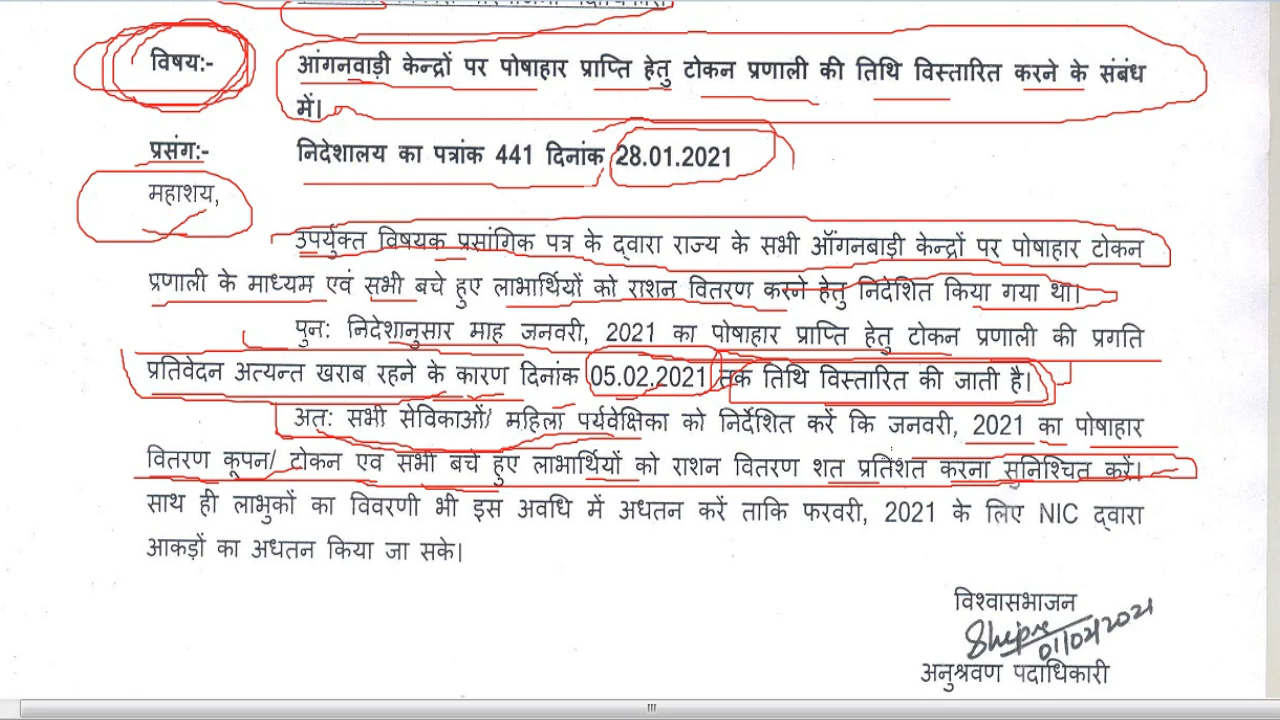 विषय:- आंगनवाड़ी केन्द्रों पर पोषाहार प्राप्ति हेतु टोकन प्रणाली की तिथि विस्तारित करने के संबंध
में।
प्रसंग:- निदेशालय का पत्रांक 441 दिनांक 28.01.2021
महाशय,
उपर्युक्त विषयक प्रसांगिक पत्र के द्वारा राज्य के सभी ऑंगनबाड़ी केन्द्रों पर पोषाहार टोकन
प्रणाली के माध्यम एवं सभी बचे हुए लाभार्थियों को राशन वितरण करने हेतु निदेशित किया गया था।
पुन: निदेशानुसार माह जनवरी, 2021 का पोषाहार प्राप्ति हेतु टोकन प्रणाली की प्रगति
प्रतिवेदन अत्यन्त खराब रहने के कारण दिनांक 05.02.2021 तक तिथि विस्तारित की जाती है।
अत: सभी सेविकाओं/ महिला पर्यवेक्षिका को निर्देशित करें कि जनवरी, 2021 का पोषाहार
वितरण कूपन/ टोकन एवं सभी बचे हुए लाभार्थियों को राशन वितरण शत प्रतिशत करना सुनिश्चित करें।
साथ ही लाभुकों का विवरणी भी इस अवधि में अधतन करें ताकि फरवरी, 2021 के लिए NIC द्वारा
आकड़ों का अधतन किया जा सके।
विश्वासभाजन
01/02/2021
अनुश्रवण पदाधिकारी